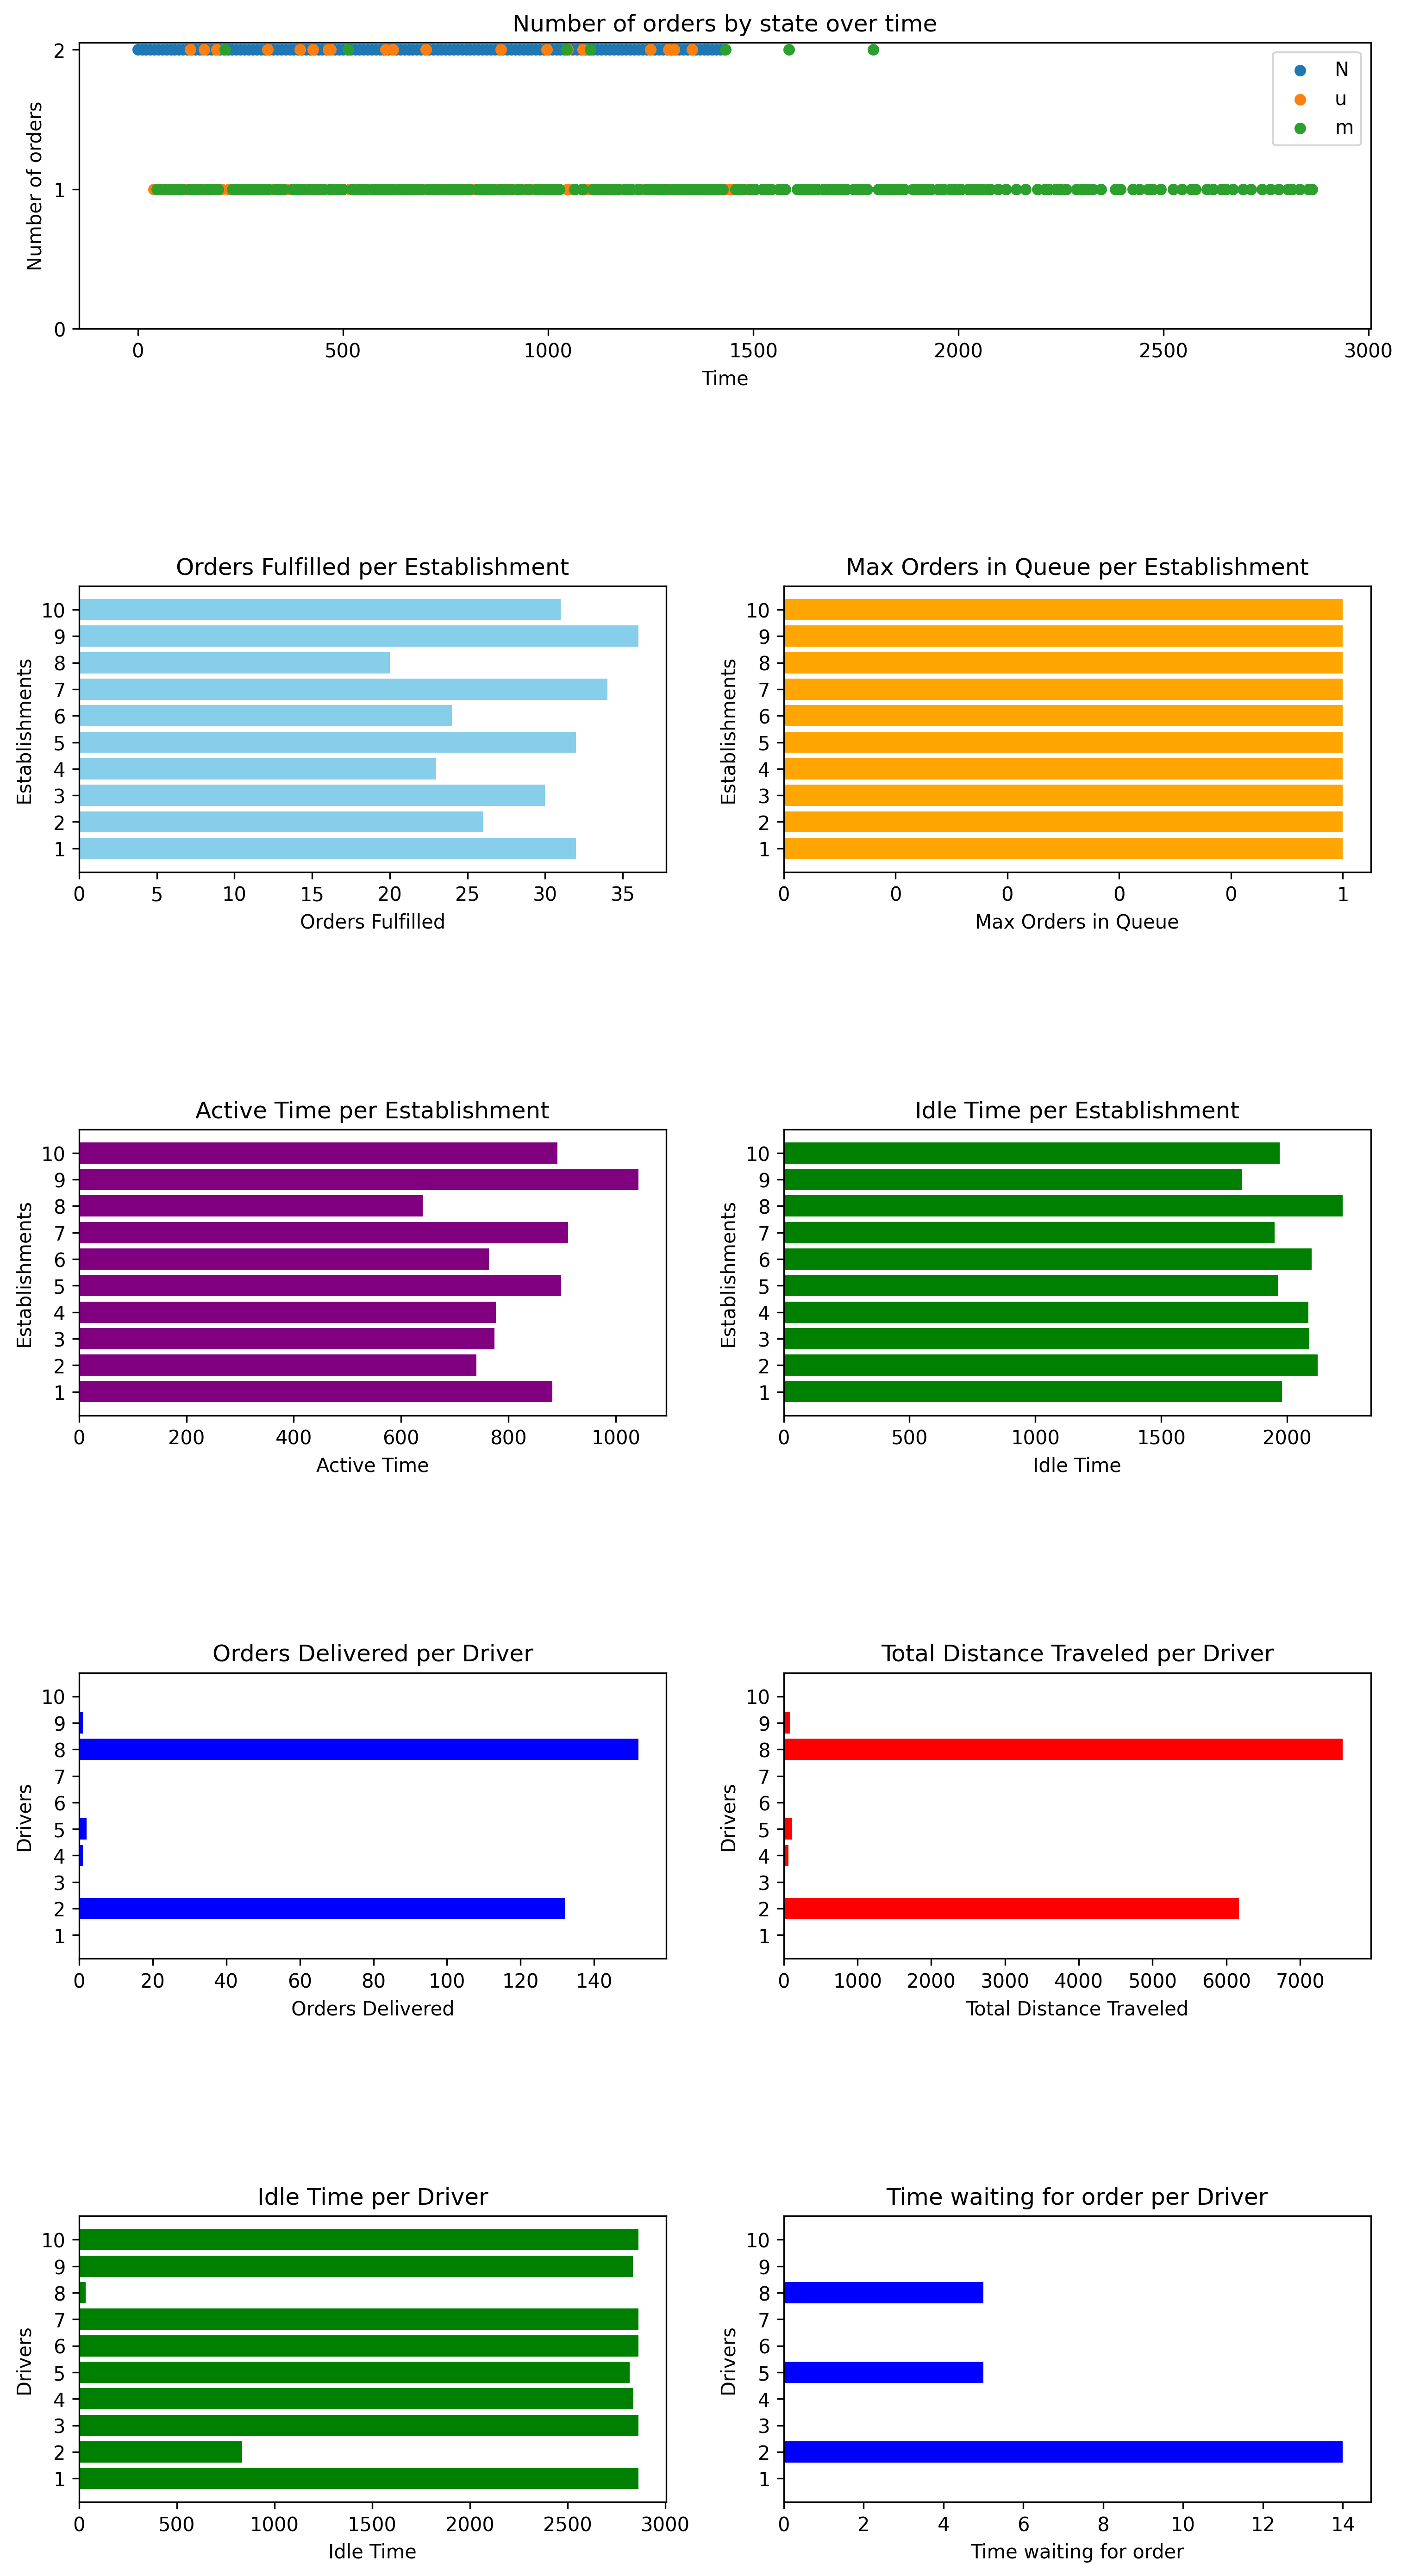 Number of orders by state over time
2
1
0
Number of orders
N
u
m
0 500 1000 1500 2000 2500 3000
Time
Orders Fulfilled per Establishment
10
9
8
7
6
5
4
3
2
1
Establishments
0 5 10 15 20 25 30 35
Orders Fulfilled
Max Orders in Queue per Establishment
10
9
8
7
6
5
4
3
2
1
Establishments
0 0 0 0 0 1
Max Orders in Queue
Active Time per Establishment
10
9
8
7
6
5
4
3
2
1
Establishments
0 200 400 600 800 1000
Active Time
Idle Time per Establishment
10
9
8
7
6
5
4
3
2
1
Establishments
0 500 1000 1500 2000
Idle Time
Orders Delivered per Driver
10
9
8
7
6
5
4
3
2
1
Drivers
0 20 40 60 80 100 120 140
Orders Delivered
Total Distance Traveled per Driver
10
9
8
7
6
5
4
3
2
1
Drivers
0 1000 2000 3000 4000 5000 6000 7000
Total Distance Traveled
Idle Time per Driver
10
9
8
7
6
5
4
3
2
1
Drivers
0 500 1000 1500 2000 2500 3000
Idle Time
Time waiting for order per Driver
10
9
8
7
6
5
4
3
2
1
Drivers
0 2 4 6 8 10 12 14
Time waiting for order